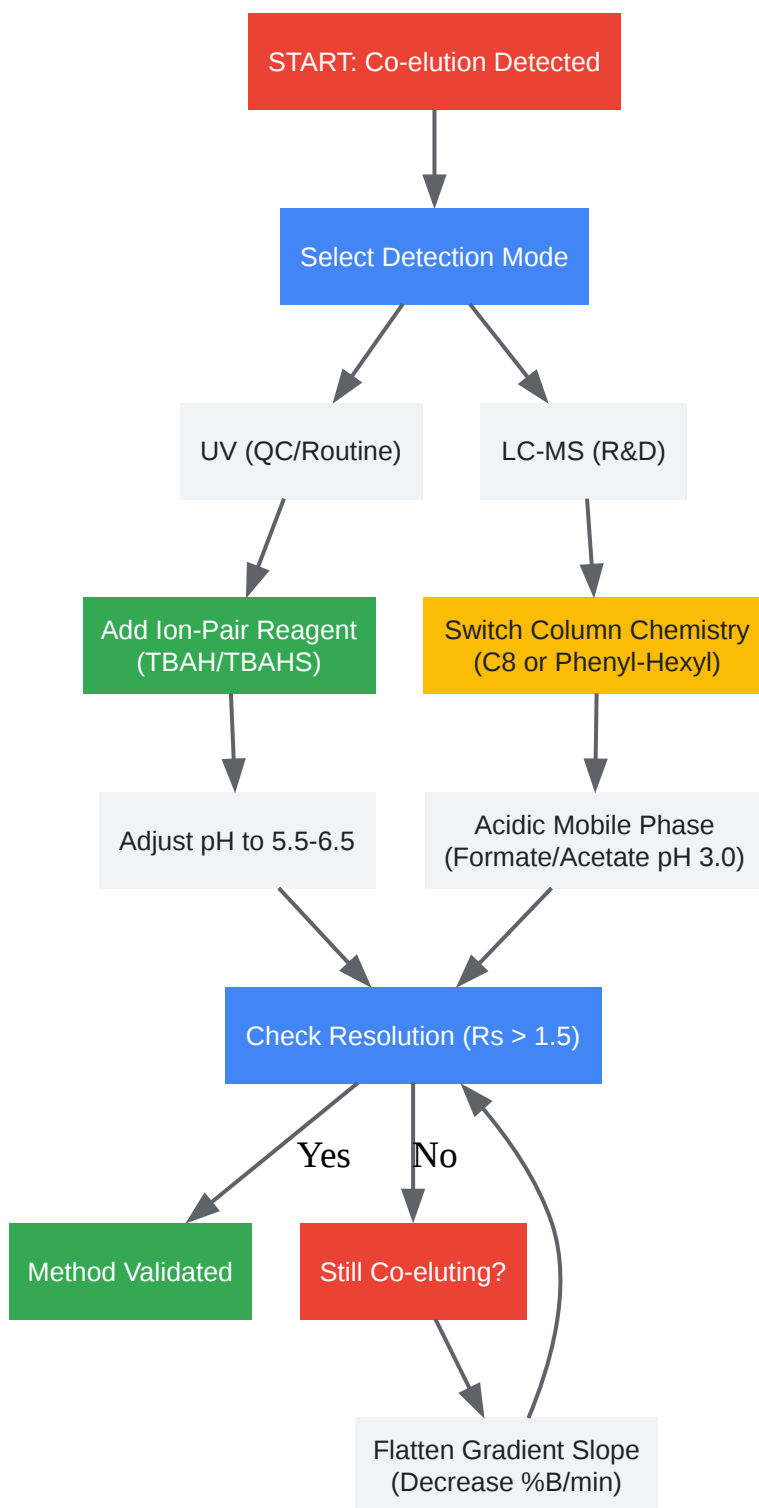 START: Co-elution Detected
Select Detection Mode
UV (QC/Routine)
LC-MS (R&D)
Add Ion-Pair Reagent
(TBAH/TBAHS)
Switch Column Chemistry
(C8 or Phenyl-Hexyl)
Adjust pH to 5.5-6.5
Acidic Mobile Phase
(Formate/Acetate pH 3.0)
Check Resolution (Rs > 1.5)
Yes
No
Method Validated
Still Co-eluting?
Flatten Gradient Slope
(Decrease %B/min)